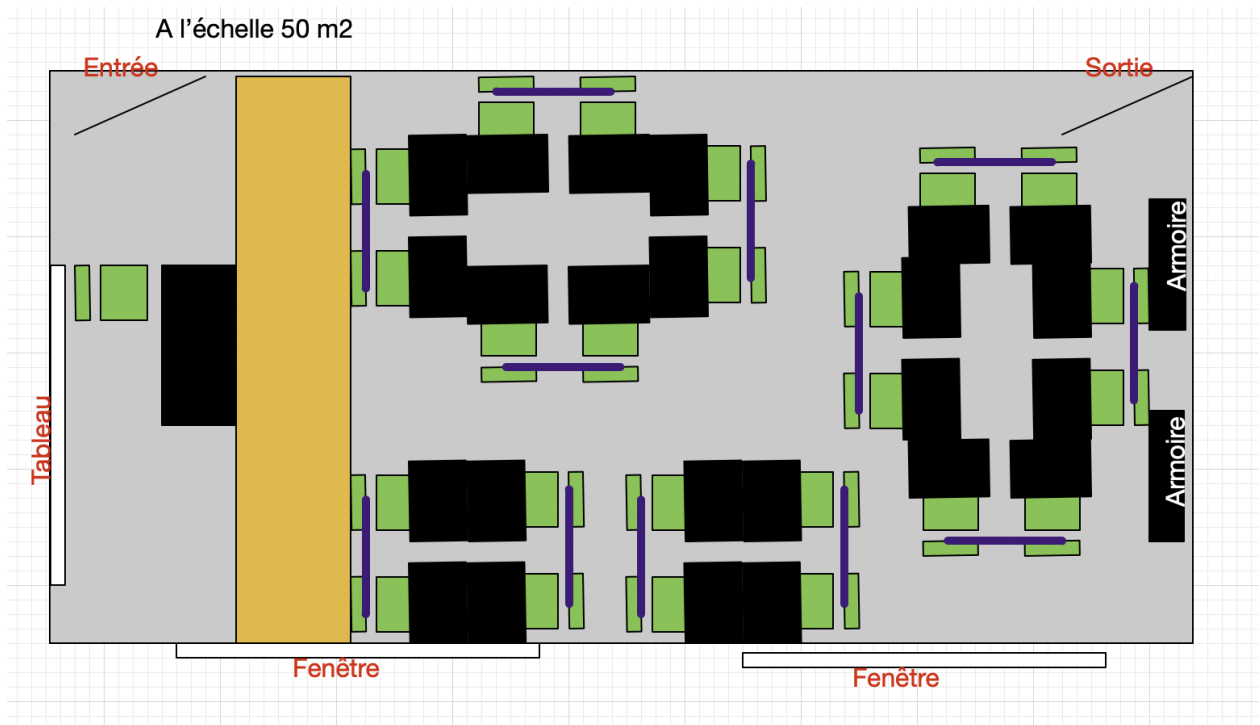 A l’échelle 50 m2
Entrée
Sortie
Armoire
Tableau
Armoire
Fenêtre
Fenêtre